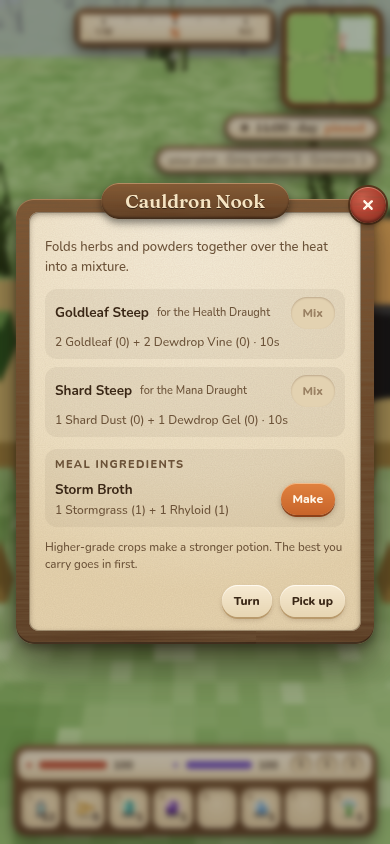 Cauldron Nook
×
Folds herbs and powders together over the heat
into a mixture.
Goldleaf Steep for the Health Draught
Mix
2 Goldleaf (0) + 2 Dewdrop Vine (0) · 10s
Shard Steep for the Mana Draught
Mix
1 Shard Dust (0) + 1 Dewdrop Gel (0) · 10s
MEAL INGREDIENTS
Storm Broth
Make
1 Stormgrass (1) + 1 Rhyloid (1)
Higher-grade crops make a stronger potion. The best you
carry goes in first.
Turn Pick up